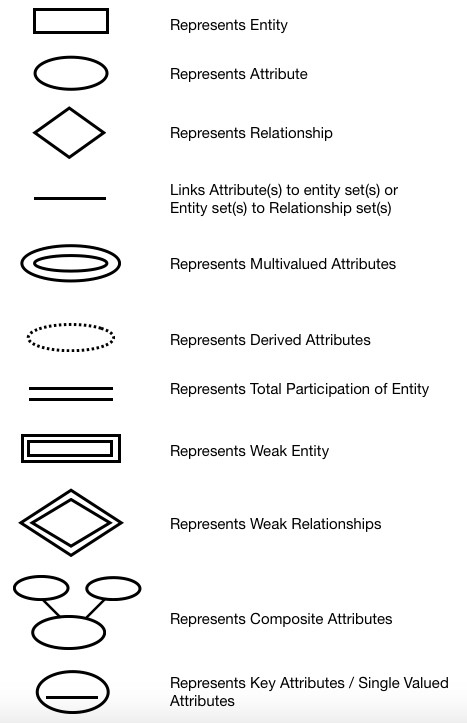 Represents Entity
Represents Attribute
Represents Relationship
Links Attribute(s) to entity set(s) or
Entity set(s) to Relationship set(s)
Represents Multivalued Attributes
Represents Derived Attributes
Represents Total Participation of Entity
Represents Weak Entity
Represents Weak Relationships
Represents Composite Attributes
Represents Key Attributes / Single Valued
Attributes